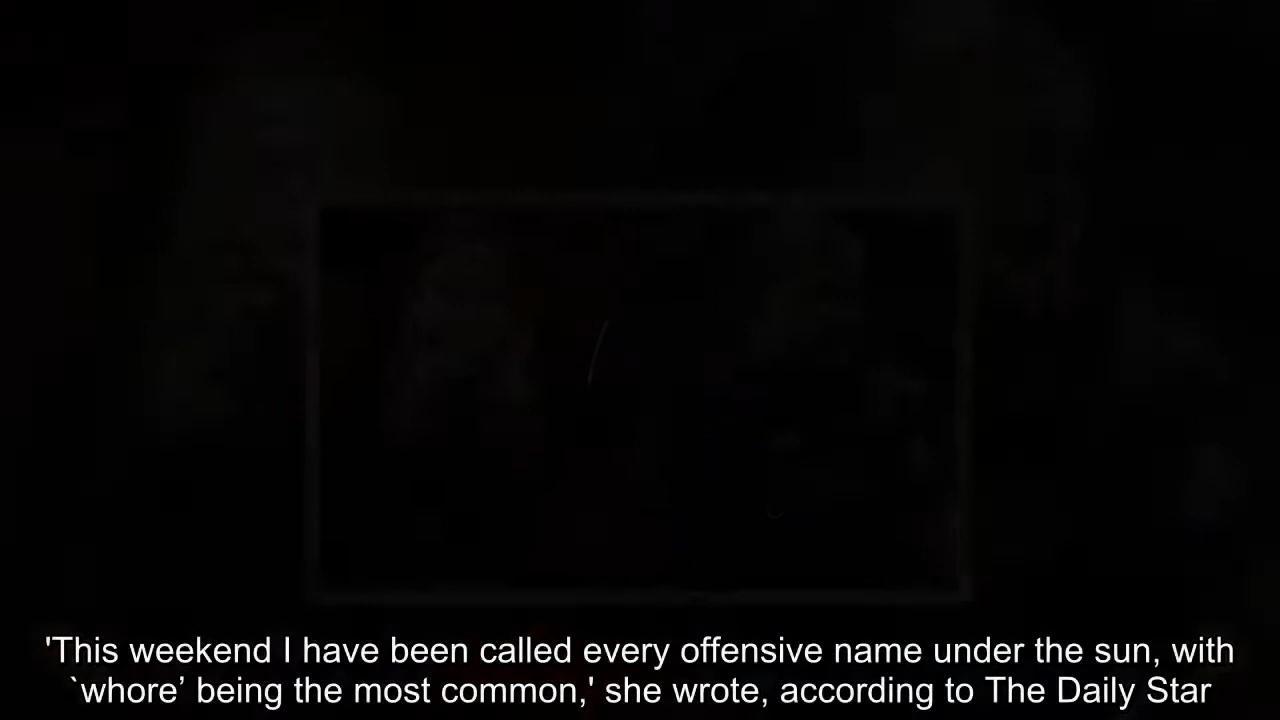 'This weekend I have been called every offensive name under the sun, with
`whore’ being the most common,' she wrote, according to The Daily Star